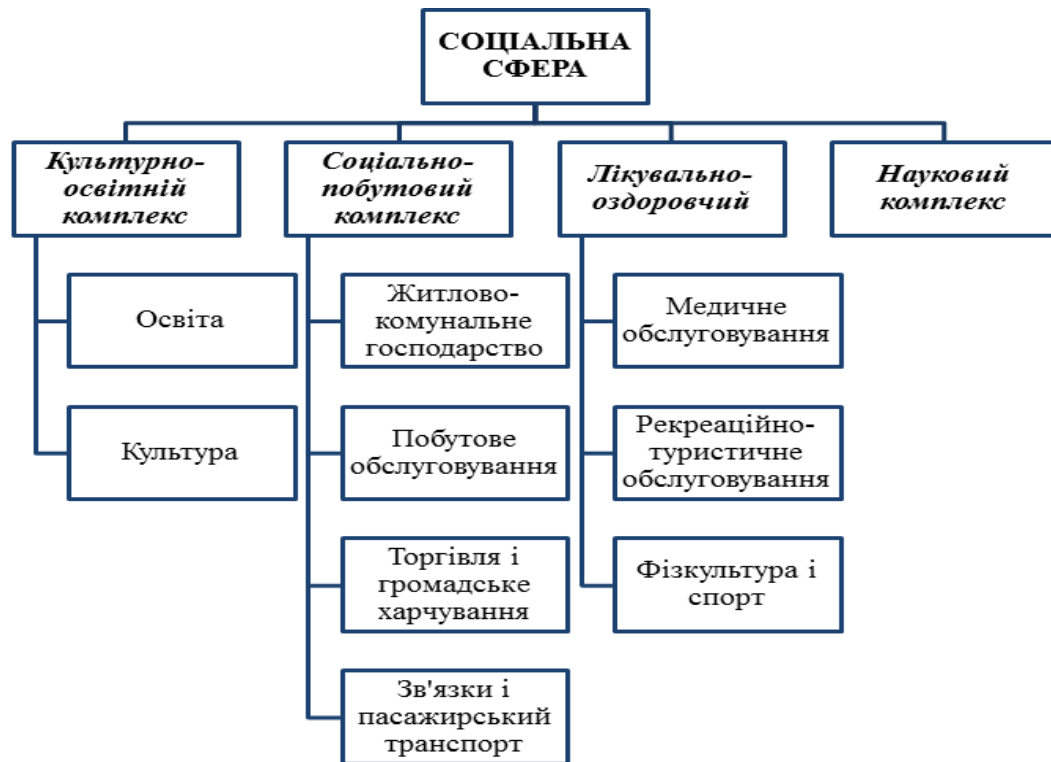 СОЦІАЛЬНА
СФЕРА
Культурно-
освітній
комплекс
Соціально-
побутовий
комплекс
Лікувально-
оздоровчий
Науковий
комплекс
Освіта
Культура
Житлово-
комунальне
господарство
Побутове
обслуговування
Торгівля і
громадське
харчування
Зв'язки і
пасажирський
транспорт
Медичне
обслуговування
Рекреаційно-
туристичне
обслуговування
Фізкультура і
спорт